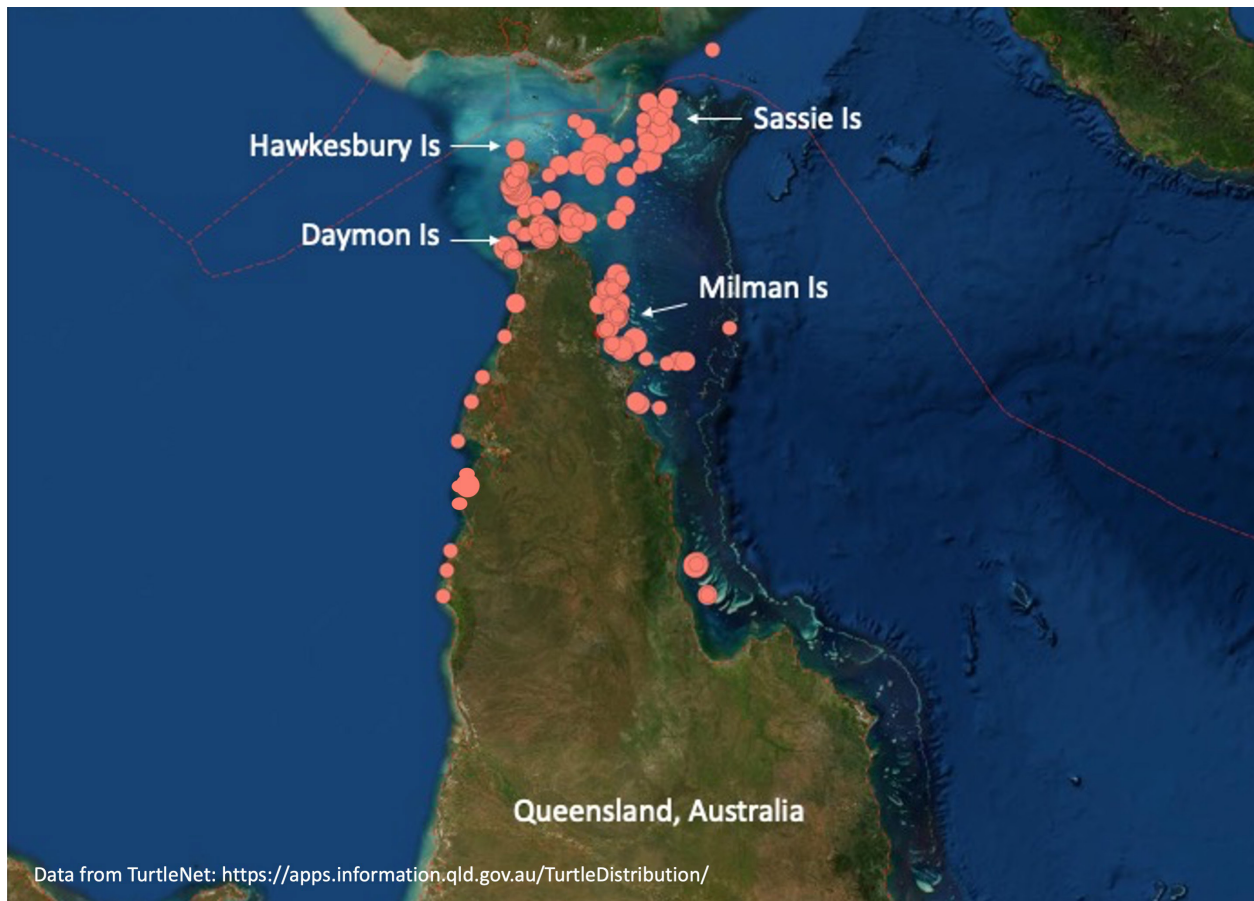 Sassie Is
Hawkesbury Is
Daymon Is
Milman Is
Queensland, Australia
Data from TurtleNet: https://apps.information.qld.gov.au/TurtleDistribution/